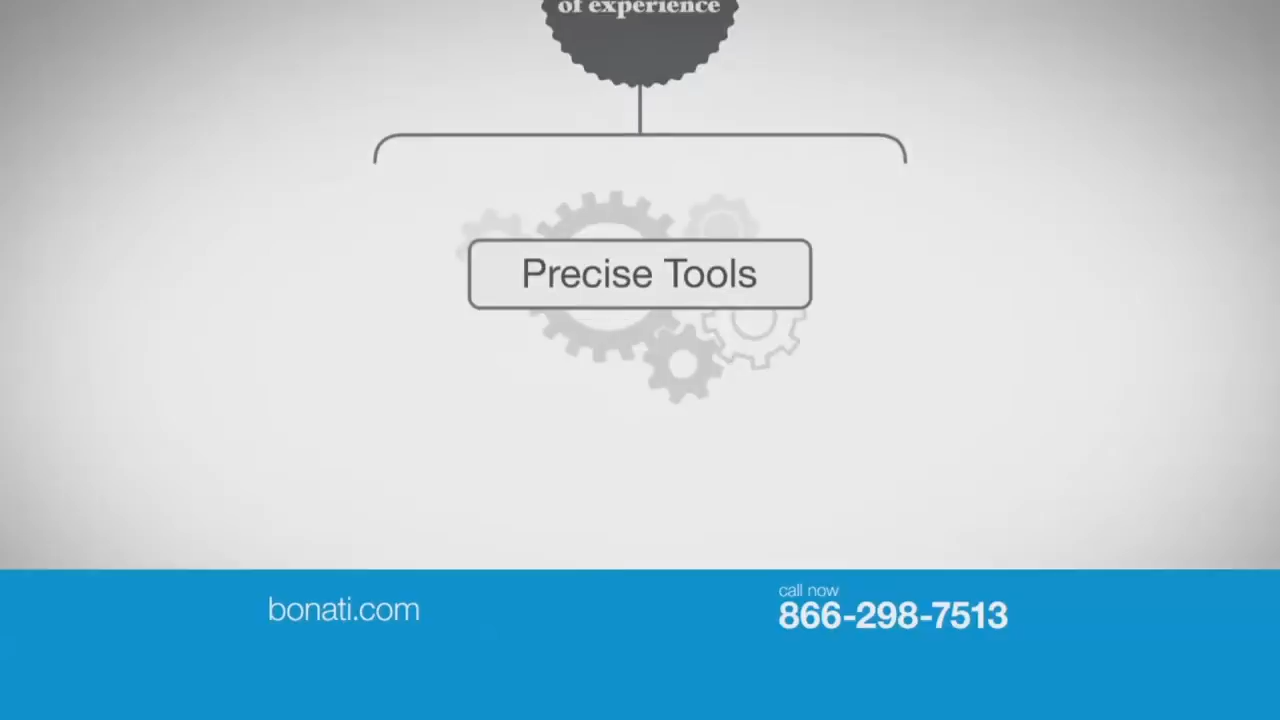 of experience
Precise Tools
bonati.com
call now
866-298-7513